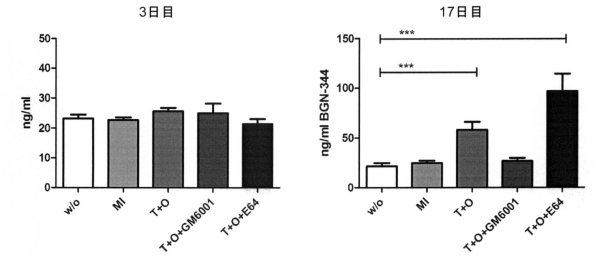 3日目
50
40
30
20
10
0
ng/ml
w/o
MI
T+O
T+O+GM6001
T+O+E64
17日目
***
***
150
100
50
0
ng/ml BGN-344
w/o
MI
T+O
T+O+GM6001
T+O+E64